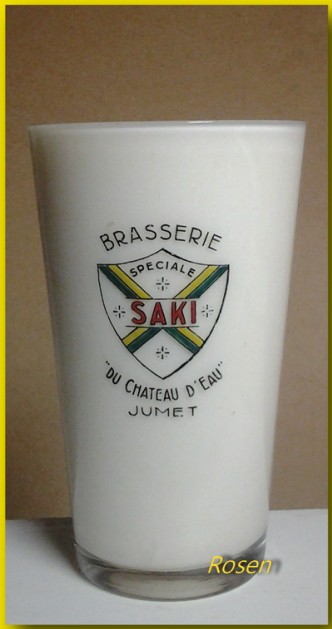 BRASSERIE
SPECIALE
SAKI
"DU CHATEAU D'EAU"
JUMET
Rosen